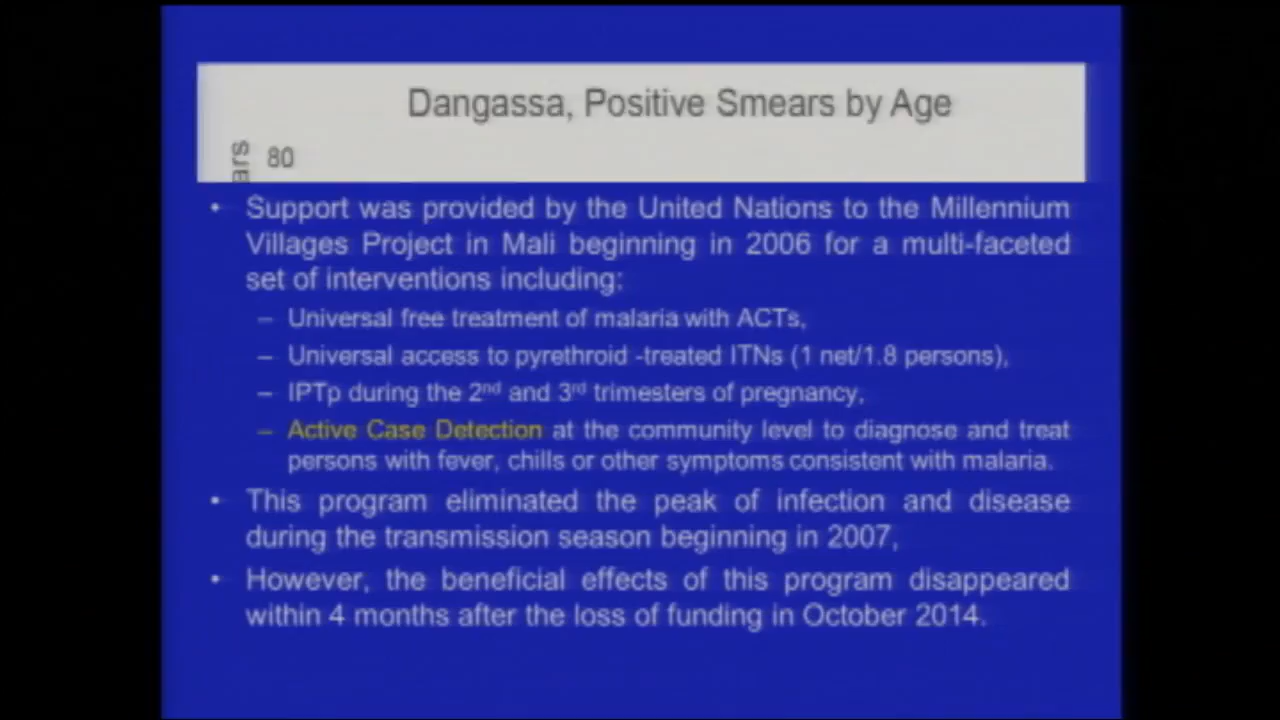 Dangassa, Positive Smears by Age
ars
80
• Support was provided by the United Nations to the Millennium
Villages Project in Mali beginning in 2006 for a multi-faceted
set of interventions including:
– Universal free treatment of malaria with ACTs,
– Universal access to pyrethroid -treated ITNs (1 net/1.8 persons),
– IPTp during the 2nd and 3rd trimesters of pregnancy,
– Active Case Detection at the community level to diagnose and treat
persons with fever, chills or other symptoms consistent with malaria.
• This program eliminated the peak of infection and disease
during the transmission season beginning in 2007,
• However, the beneficial effects of this program disappeared
within 4 months after the loss of funding in October 2014.